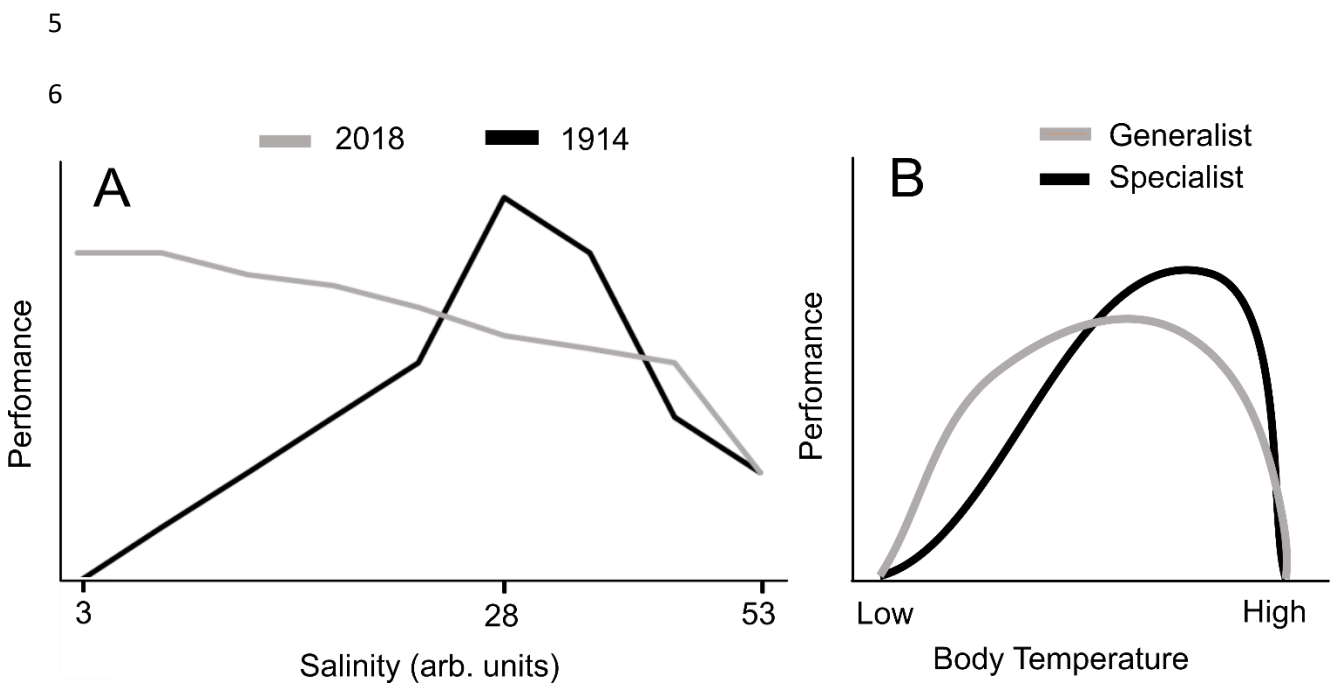 5
6
2018 1914
A
Perfomance
3 28 53
Salinity (arb. units)
Generalist
Specialist
B
Perfomance
Low High
Body Temperature